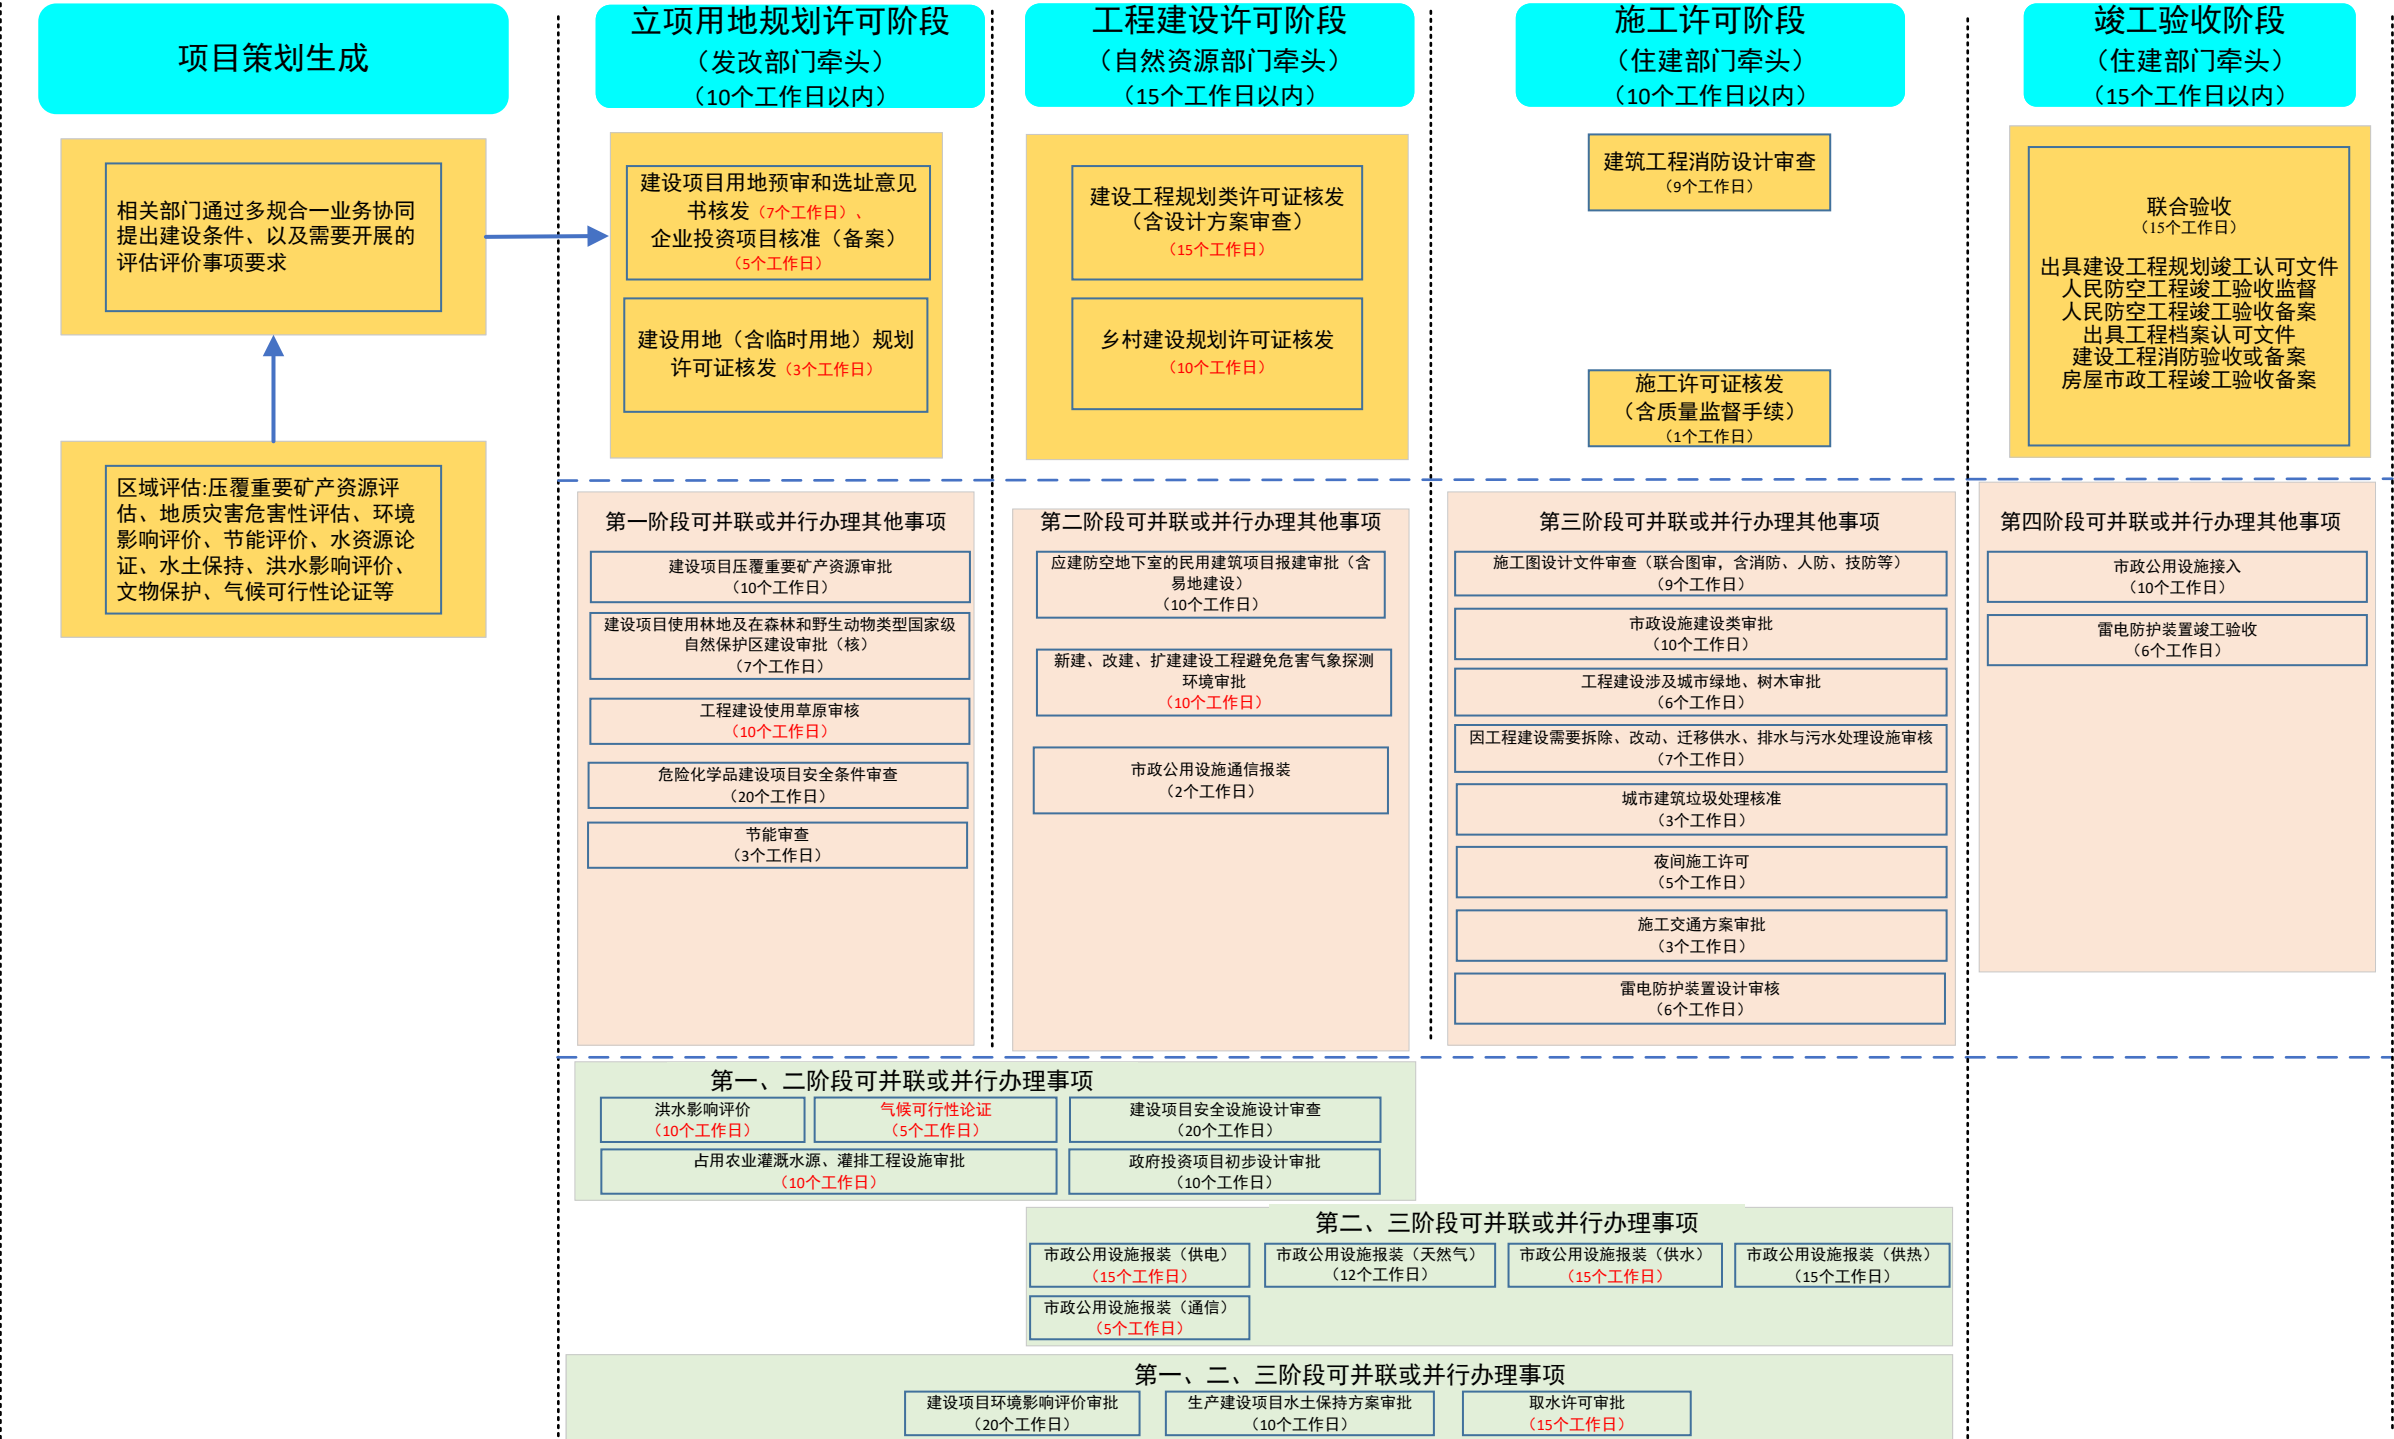 项目策划生成
立项用地规划许可阶段
（发改部门牵头）
（10个工作日以内）
工程建设许可阶段
（自然资源部门牵头）
（15个工作日以内）
施工许可阶段
（住建部门牵头）
（10个工作日以内）
竣工验收阶段
（住建部门牵头）
（15个工作日以内）
相关部门通过多规合一业务协同
提出建设条件、以及需要开展的
评估评价事项要求
区域评估:压覆重要矿产资源评
估、地质灾害危害性评估、环境
影响评价、节能评价、水资源论
证、水土保持、洪水影响评价、
文物保护、气候可行性论证等
建设项目用地预审和选址意见
书核发（7个工作日）、
企业投资项目核准（备案）
（5个工作日）
建设用地（含临时用地）规划
许可证核发（3个工作日）
建设工程规划类许可证核发
（含设计方案审查）
（15个工作日）
乡村建设规划许可证核发
（10个工作日）
建筑工程消防设计审查
（9个工作日）
施工许可证核发
（含质量监督手续）
（1个工作日）
联合验收
（15个工作日）
出具建设工程规划竣工认可文件
人民防空工程竣工验收监督
人民防空工程竣工验收备案
出具工程档案认可文件
建设工程消防验收或备案
房屋市政工程竣工验收备案
第一阶段可并联或并行办理其他事项
建设项目压覆重要矿产资源审批
（10个工作日）
建设项目使用林地及在森林和野生动物类型国家级
自然保护区建设审批（核）
（7个工作日）
工程建设使用草原审核
（10个工作日）
危险化学品建设项目安全条件审查
（20个工作日）
节能审查
（3个工作日）
第二阶段可并联或并行办理其他事项
应建防空地下室的民用建筑项目报建审批（含
易地建设）
（10个工作日）
新建、改建、扩建建设工程避免危害气象探测
环境审批
（10个工作日）
市政公用设施通信报装
（2个工作日）
第三阶段可并联或并行办理其他事项
施工图设计文件审查（联合图审，含消防、人防、技防等）
（9个工作日）
市政设施建设类审批
（10个工作日）
工程建设涉及城市绿地、树木审批
（6个工作日）
因工程建设需要拆除、改动、迁移供水、排水与污水处理设施审核
（7个工作日）
城市建筑垃圾处理核准
（3个工作日）
夜间施工许可
（5个工作日）
施工交通方案审批
（3个工作日）
雷电防护装置设计审核
（6个工作日）
第四阶段可并联或并行办理其他事项
市政公用设施接入
（10个工作日）
雷电防护装置竣工验收
（6个工作日）
第一、二阶段可并联或并行办理事项
洪水影响评价
（10个工作日）
气候可行性论证
（5个工作日）
建设项目安全设施设计审查
（20个工作日）
占用农业灌溉水源、灌排工程设施审批
（10个工作日）
政府投资项目初步设计审批
（10个工作日）
第二、三阶段可并联或并行办理事项
市政公用设施报装（供电）
（15个工作日）
市政公用设施报装（天然气）
（12个工作日）
市政公用设施报装（供水）
（15个工作日）
市政公用设施报装（供热）
（15个工作日）
市政公用设施报装（通信）
（5个工作日）
第一、二、三阶段可并联或并行办理事项
建设项目环境影响评价审批
（20个工作日）
生产建设项目水土保持方案审批
（10个工作日）
取水许可审批
（15个工作日）